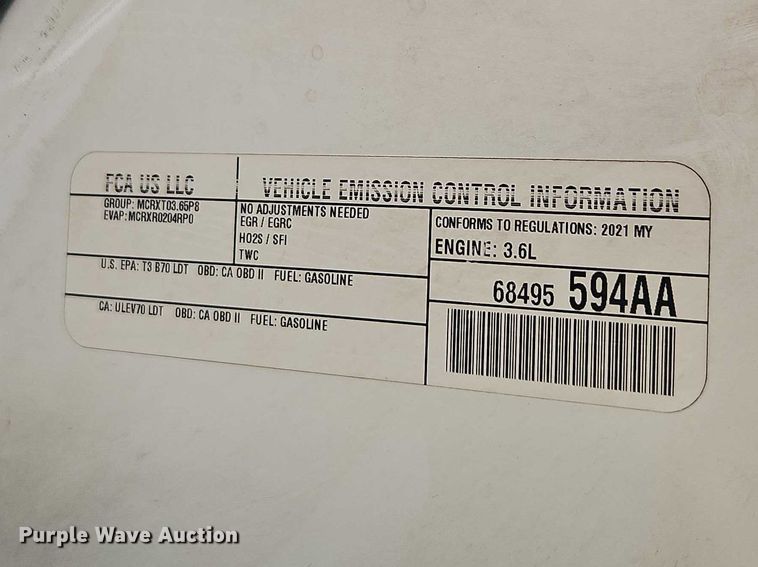 FCA US LLC
VEHICLE EMISSION CONTROL INFORMATION
GROUP: MCRXT03.65P8
EVAP: MCRXR0204RP0
NO ADJUSTMENTS NEEDED
EGR / EGRC
HO2S / SFI
TWC
CONFORMS TO REGULATIONS: 2021 MY
ENGINE: 3.6L
U.S. EPA: T3 B70 LDT OBD: CA OBD II FUEL: GASOLINE
CA: ULEV70 LDT OBD: CA OBD II FUEL: GASOLINE
68495 594AA
Purple Wave Auction